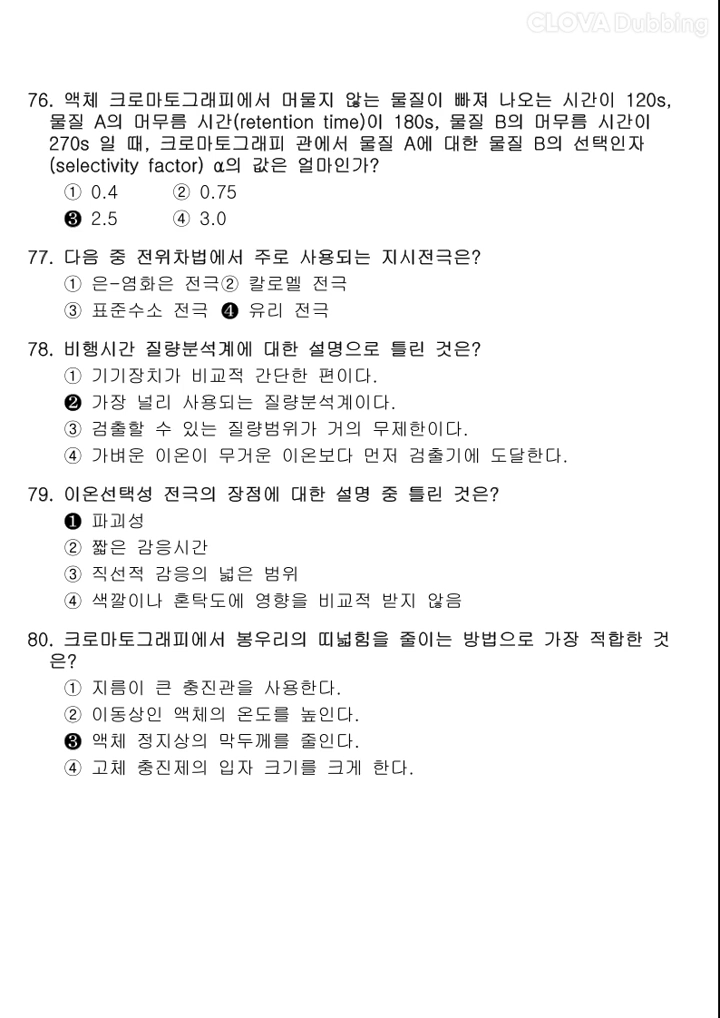 CLOVA Dubbing
76. 액체 크로마토그래피에서 머물지 않는 물질이 빠져 나오는 시간이 120s,
물질 A의 머무름 시간(retention time)이 180s, 물질 B의 머무름 시간이
270s 일 때, 크로마토그래피 관에서 물질 A에 대한 물질 B의 선택인자
(selectivity factor) α의 값은 얼마인가?
① 0.4 ② 0.75
❸ 2.5 ④ 3.0
77. 다음 중 전위차법에서 주로 사용되는 지시전극은?
① 은-염화은 전극② 칼로멜 전극
③ 표준수소 전극 ❹ 유리 전극
78. 비행시간 질량분석계에 대한 설명으로 틀린 것은?
① 기기장치가 비교적 간단한 편이다.
❷ 가장 널리 사용되는 질량분석계이다.
③ 검출할 수 있는 질량범위가 거의 무제한이다.
④ 가벼운 이온이 무거운 이온보다 먼저 검출기에 도달한다.
79. 이온선택성 전극의 장점에 대한 설명 중 틀린 것은?
❶ 파괴성
② 짧은 감응시간
③ 직선적 감응의 넓은 범위
④ 색깔이나 혼탁도에 영향을 비교적 받지 않음
80. 크로마토그래피에서 봉우리의 띠넓힘을 줄이는 방법으로 가장 적합한 것
은?
① 지름이 큰 충진관을 사용한다.
② 이동상인 액체의 온도를 높인다.
❸ 액체 정지상의 막두께를 줄인다.
④ 고체 충진제의 입자 크기를 크게 한다.